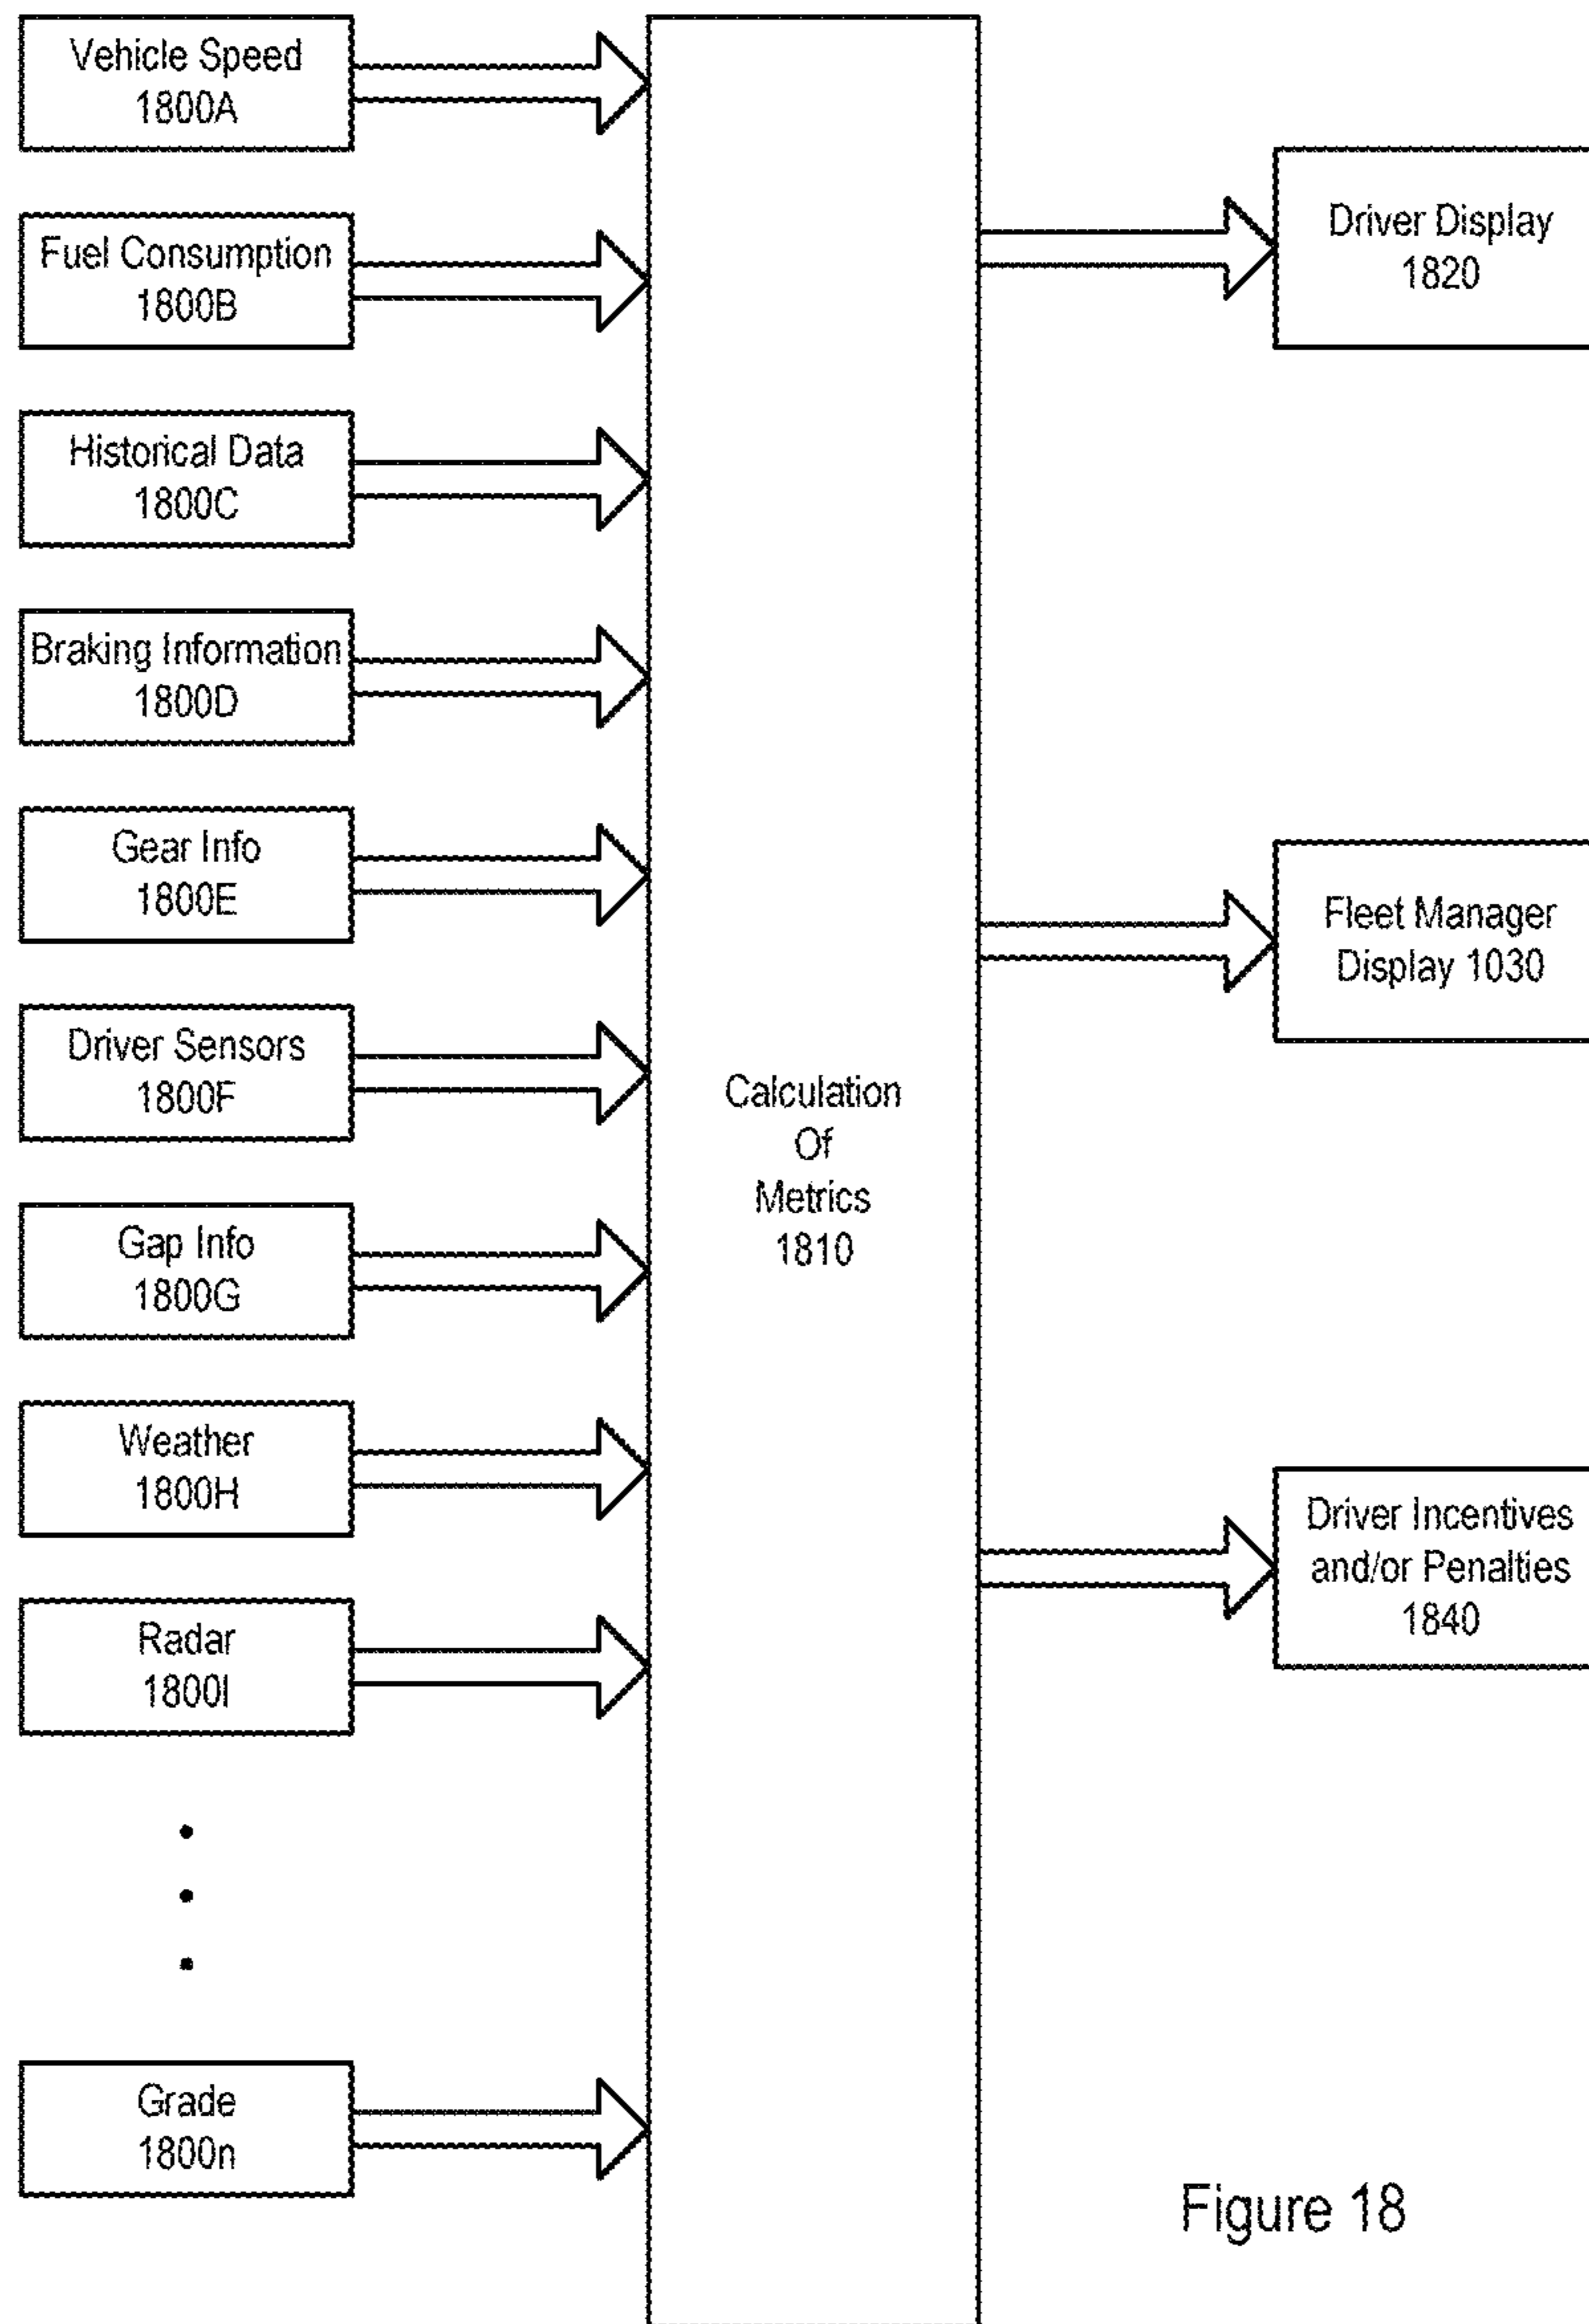 Vehicle Speed
1800A
Fuel Consumption
1800B
Historical Data
1800C
Braking Information
1800D
Gear Info
1800E
Driver Sensors
1800F
Gap Info
1800G
Weather
1800H
Radar
1800I
Grade
1800n
Calculation
Of
Metrics
1810
Driver Display
1820
Fleet Manager
Display 1030
Driver Incentives
and/or Penalties
1840
Figure 18